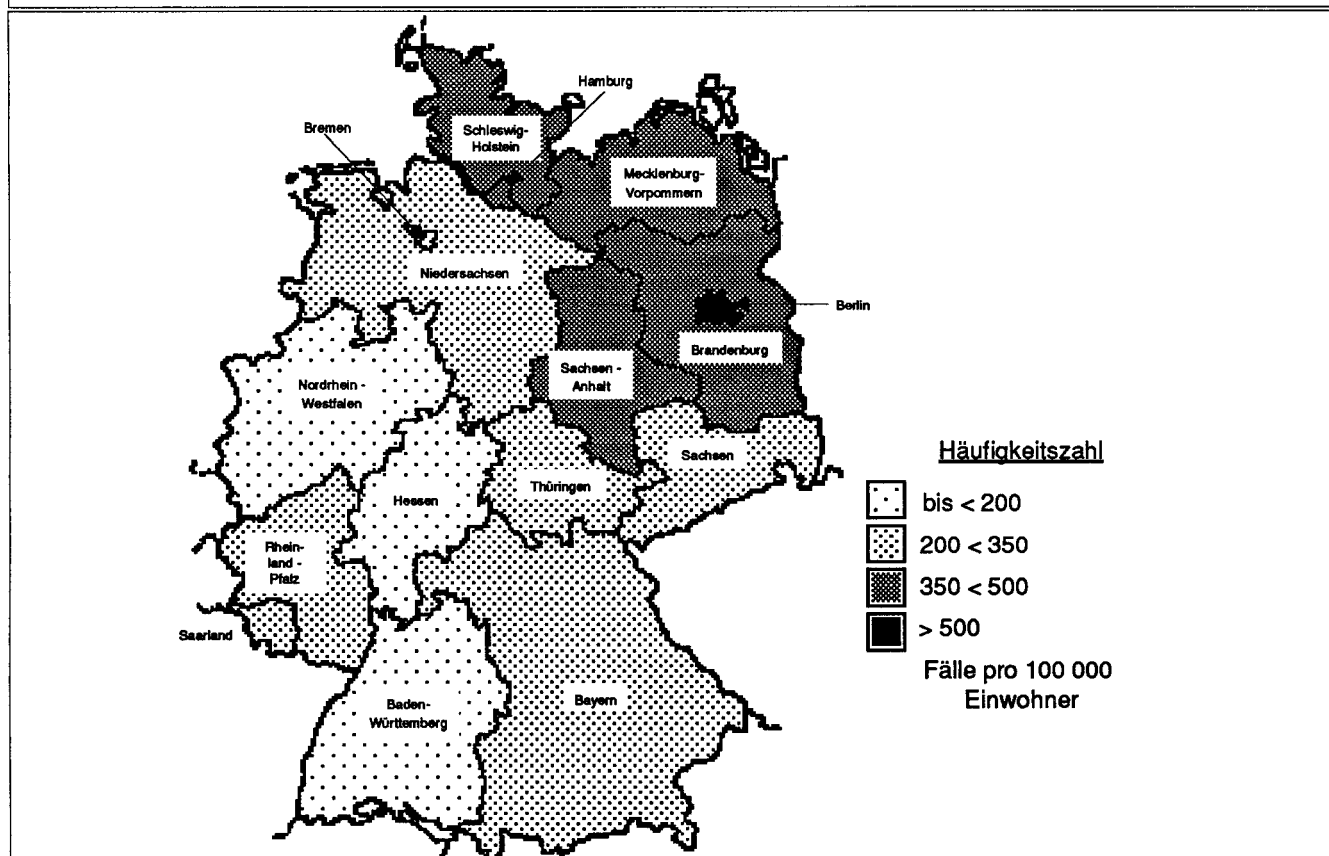 Hamburg
Bremen
Schleswig-
Holstein
Mecklenburg-
Vorpommern
Niedersachsen
Berlin
Brandenburg
Sachsen -
Anhalt
Nordrhein -
Westfalen
Sachsen
Hessen
Thüringen
Rhein-
land -
Pfalz
Saarland
Baden-
Württemberg
Bayern
Häufigkeitszahl
bis < 200
200 < 350
350 < 500
> 500
Fälle pro 100 000
Einwohner